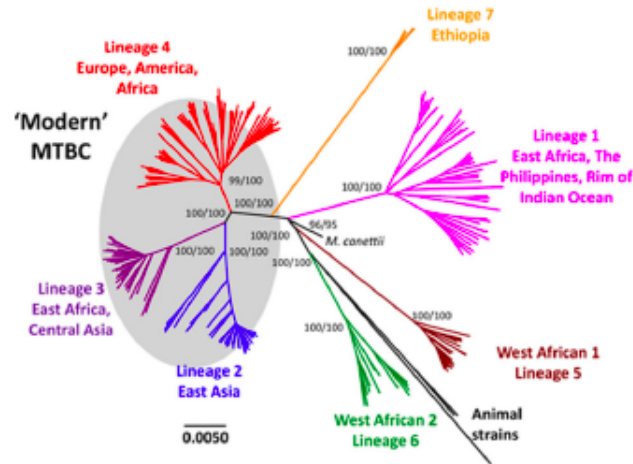 Lineage 7
Ethiopia
100/100
Lineage 4
Europe, America,
Africa
'Modern'
MTBC
Lineage 1
East Africa, The
Philippines, Rim of
Indian Ocean
100/100
99/100
100/100
100/100
96/95
M. canettii
100/100
100/100
100/100
100/100
Lineage 3
East Africa,
Central Asia
100/100
100/100
Lineage 2
East Asia
West African 1
Lineage 5
West African 2
Lineage 6
Animal
strains
0.0050